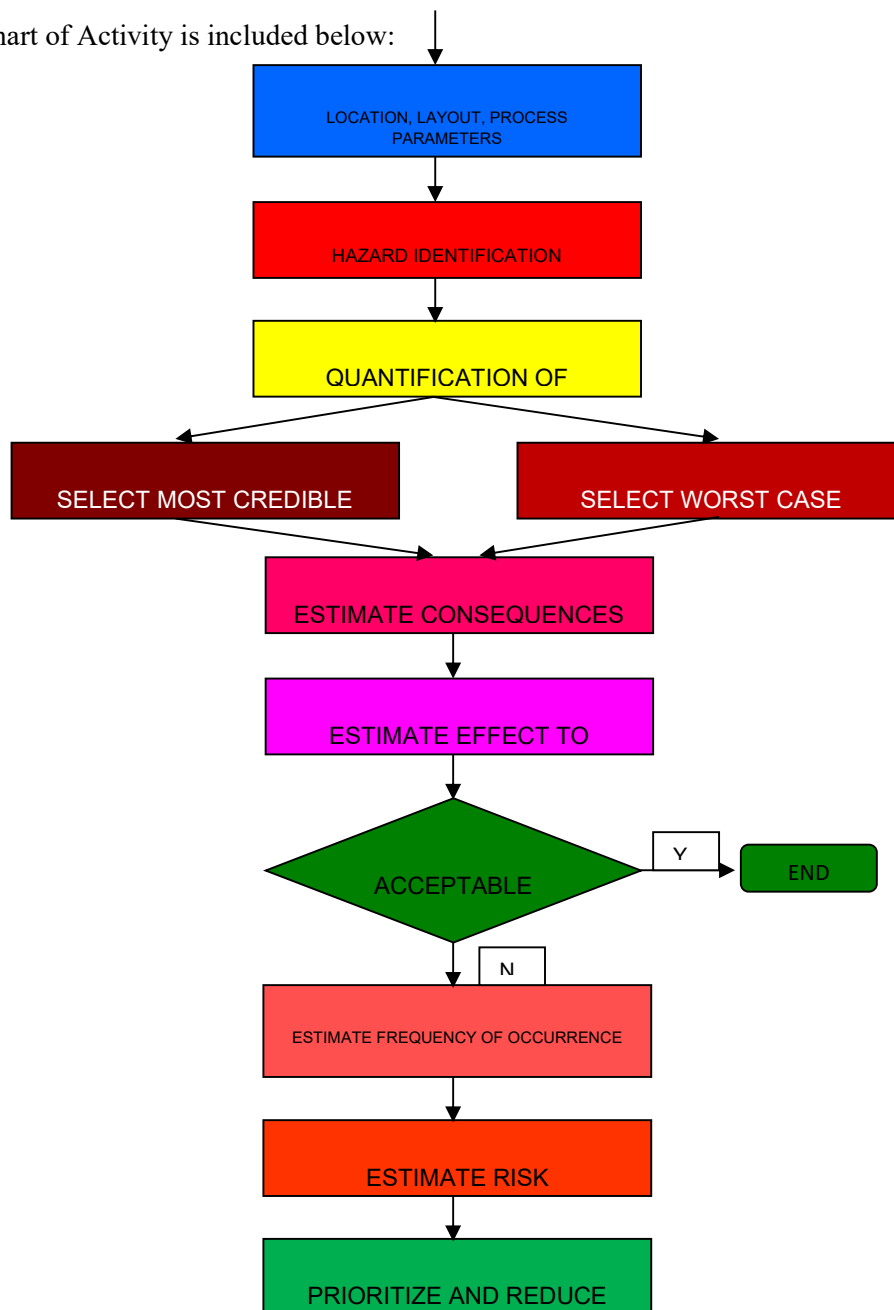 hart of Activity is included below:
LOCATION, LAYOUT, PROCESS
PARAMETERS
HAZARD IDENTIFICATION
QUANTIFICATION OF
SELECT MOST CREDIBLE
SELECT WORST CASE
ESTIMATE CONSEQUENCES
ESTIMATE EFFECT TO
ACCEPTABLE
Y
END
N
ESTIMATE FREQUENCY OF OCCURRENCE
ESTIMATE RISK
PRIORITIZE AND REDUCE